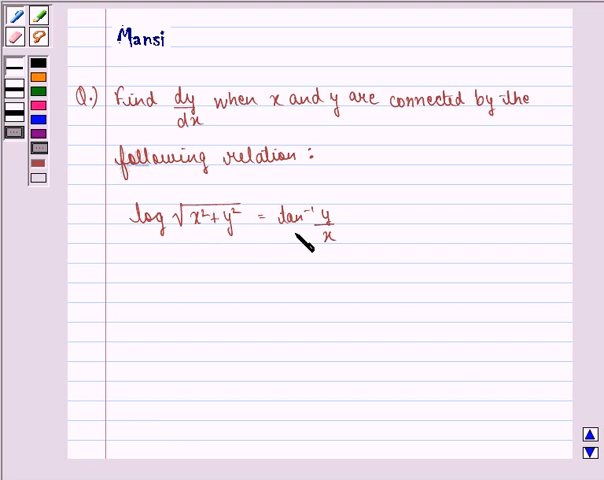 Mansi
Q.) Find dy/dx when x and y are connected by the
following relation:
log √(x²+y²) = tan⁻¹ y/x